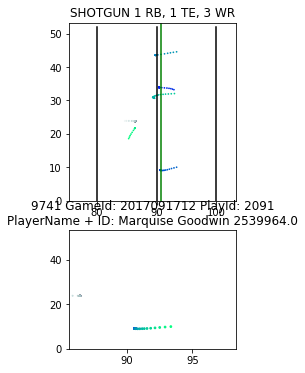 SHOTGUN 1 RB, 1 TE, 3 WR
50
40
30
20
10
0
80 90 100
9741 GameId: 2017091712 PlayId: 2091
PlayerName + ID: Marquise Goodwin 2539964.0
40
20
0
90 95